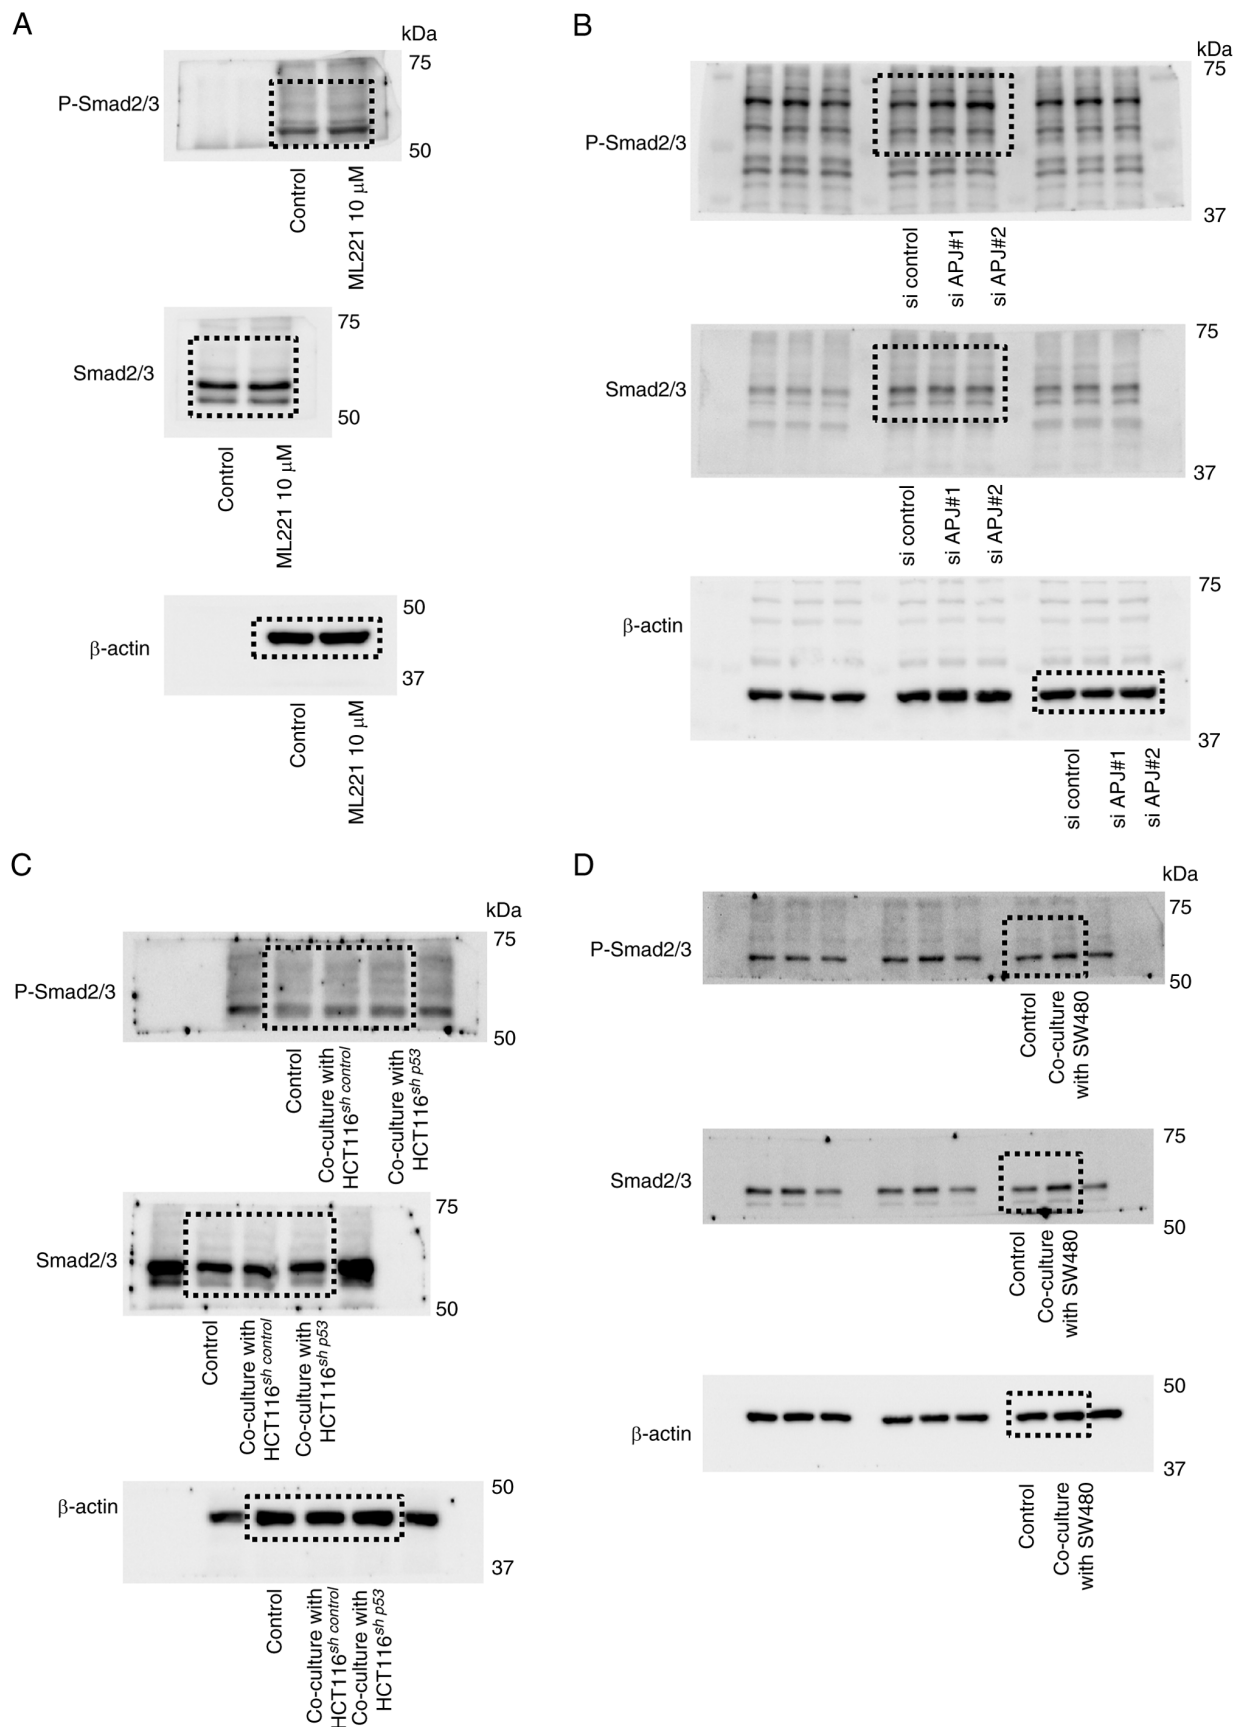 A
kDa
P-Smad2/3
75
50
Control
ML221 10 μM
Smad2/3
75
50
Control
ML221 10 μM
β-actin
50
37
Control
ML221 10 μM
B
kDa
P-Smad2/3
75
37
si control
si APJ#1
si APJ#2
Smad2/3
75
37
si control
si APJ#1
si APJ#2
β-actin
75
37
si control
si APJ#1
si APJ#2
C
kDa
P-Smad2/3
75
50
Control
Co-culture with
HCT116sh control
Co-culture with
HCT116sh p53
Smad2/3
75
50
Control
Co-culture with
HCT116sh control
Co-culture with
HCT116sh p53
β-actin
50
37
Control
Co-culture with
HCT116sh control
Co-culture with
HCT116sh p53
D
kDa
P-Smad2/3
75
50
Control
Co-culture
with SW480
Smad2/3
75
50
Control
Co-culture
with SW480
β-actin
50
37
Control
Co-culture
with SW480